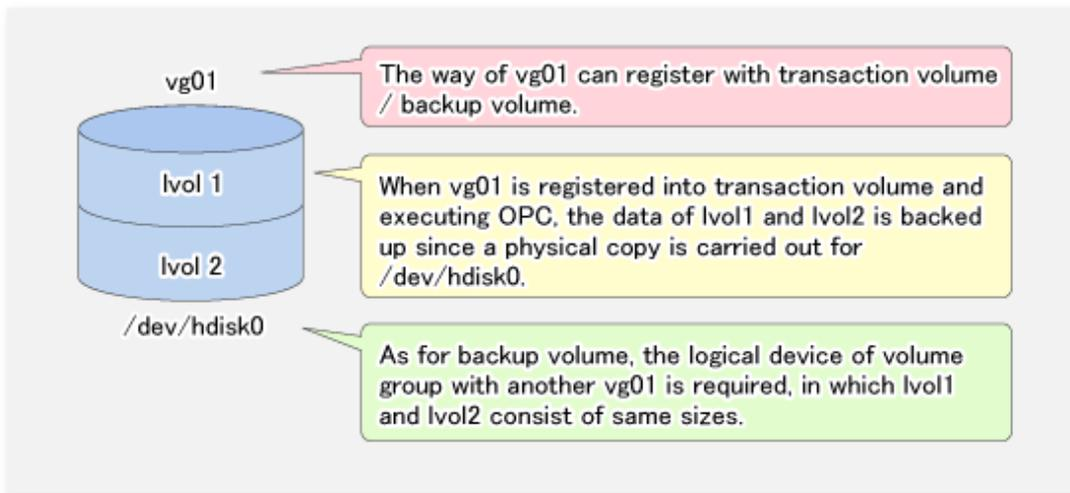 vg01
The way of vg01 can register with transaction volume
/ backup volume.
lvol 1
When vg01 is registered into transaction volume and
executing OPC, the data of lvol1 and lvol2 is backed
up since a physical copy is carried out for
/dev/hdisk0.
lvol 2
/dev/hdisk0
As for backup volume, the logical device of volume
group with another vg01 is required, in which lvol1
and lvol2 consist of same sizes.